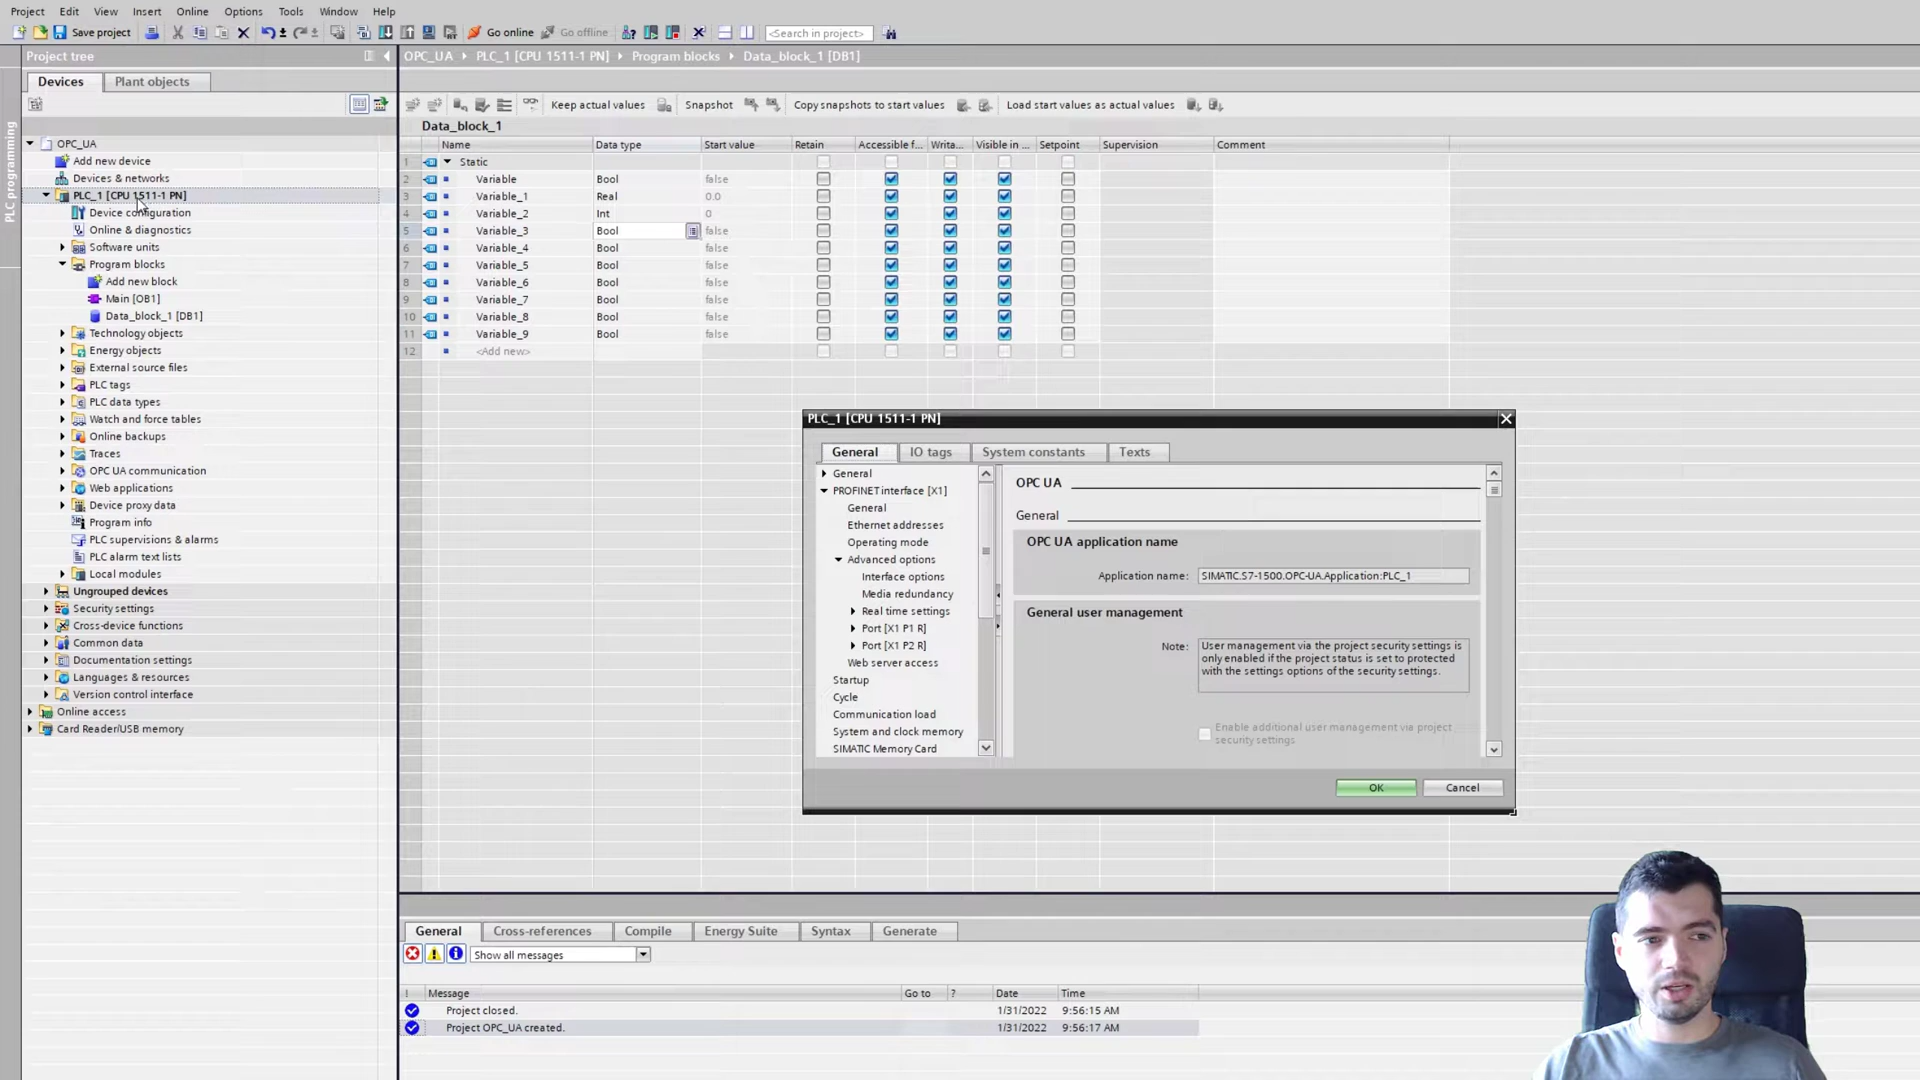 Project Edit View Insert Online Options Tools Window Help
Save project Go online Go offline <Search in project>
Project tree OPC_UA PLC_1 [CPU 1511-1 PN] Program blocks Data_block_1 [DB1]
Devices Plant objects
PLC programming
Keep actual values Snapshot Copy snapshots to start values Load start values as actual values
Data_block_1
OPC_UA
Add new device
Devices & networks
PLC_1 [CPU 1511-1 PN]
Device configuration
Online & diagnostics
Software units
Program blocks
Add new block
Main [OB1]
Data_block_1 [DB1]
Technology objects
Energy objects
External source files
PLC tags
PLC data types
Watch and force tables
Online backups
Traces
OPC UA communication
Web applications
Device proxy data
Program info
PLC supervisions & alarms
PLC alarm text lists
Local modules
Ungrouped devices
Security settings
Cross-device functions
Common data
Documentation settings
Languages & resources
Version control interface
Online access
Card Reader/USB memory
Name Data type Start value Retain Accessible f... Writa... Visible in ... Setpoint Supervision Comment
1 Static
2 Variable Bool false
3 Variable_1 Real 0.0
4 Variable_2 Int 0
5 Variable_3 Bool false
6 Variable_4 Bool false
7 Variable_5 Bool false
8 Variable_6 Bool false
9 Variable_7 Bool false
10 Variable_8 Bool false
11 Variable_9 Bool false
12 <Add new>
PLC_1 [CPU 1511-1 PN]
General IO tags System constants Texts
General
PROFINET interface [X1]
General
Ethernet addresses
Operating mode
Advanced options
Interface options
Media redundancy
Real time settings
Port [X1 P1 R]
Port [X1 P2 R]
Web server access
Startup
Cycle
Communication load
System and clock memory
SIMATIC Memory Card
OPC UA
General
OPC UA application name
Application name: SIMATIC.S7-1500.OPC-UA.Application:PLC_1
General user management
Note: User management via the project security settings is
only enabled if the project status is set to protected
with the settings options of the security settings.
Enable additional user management via project
security settings
OK Cancel
General Cross-references Compile Energy Suite Syntax Generate
Show all messages
! Message Go to ? Date Time
Project closed. 1/31/2022 9:56:15 AM
Project OPC_UA created. 1/31/2022 9:56:17 AM